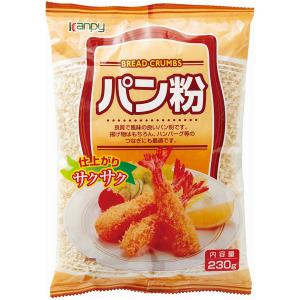 Kanpy
BREAD CRUMBS
パン粉
良質で風味の良いパン粉です。
揚げ物はもちろん、ハンバーグ等の
つなぎにも最適です。
仕上がり
サクサク
内容量
230g